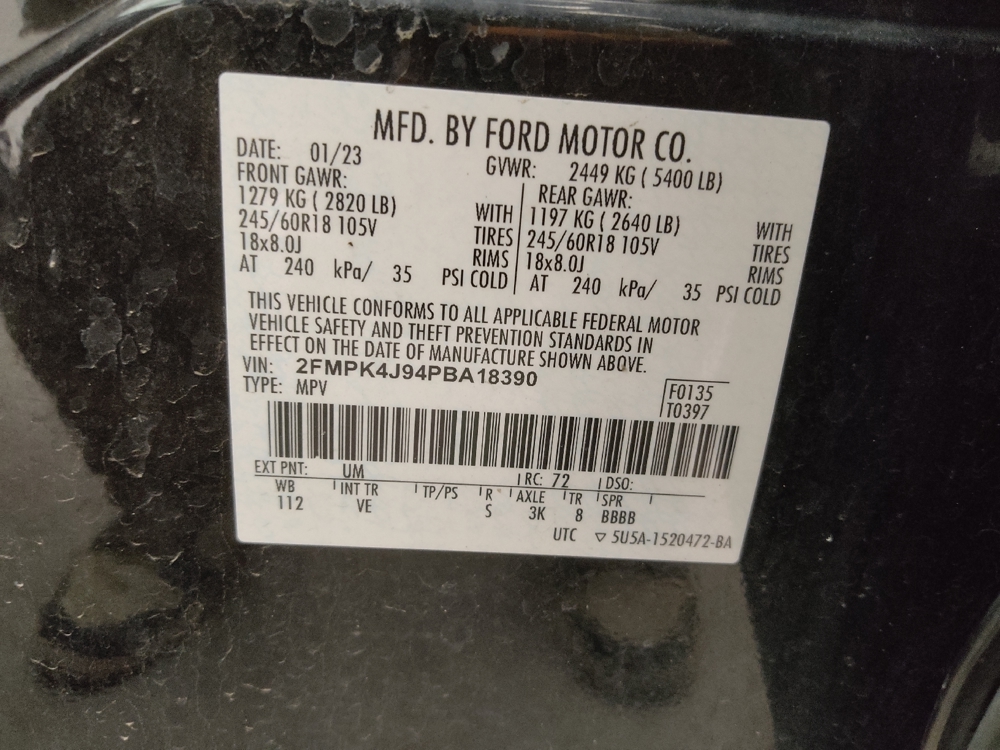 MFD. BY FORD MOTOR CO.
DATE: 01/23 GVWR: 2449 KG ( 5400 LB)
FRONT GAWR: REAR GAWR:
1279 KG ( 2820 LB) WITH 1197 KG ( 2640 LB) WITH
245/60R18 105V TIRES 245/60R18 105V TIRES
18x8.0J RIMS 18x8.0J RIMS
AT 240 kPa/ 35 PSI COLD AT 240 kPa/ 35 PSI COLD
THIS VEHICLE CONFORMS TO ALL APPLICABLE FEDERAL MOTOR
VEHICLE SAFETY AND THEFT PREVENTION STANDARDS IN
EFFECT ON THE DATE OF MANUFACTURE SHOWN ABOVE.
VIN: 2FMPK4J94PBA18390
TYPE: MPV
F0135
T0397
EXT PNT: UM RC: 72 DSO:
WB INT TR TP/PS R AXLE TR SPR
112 VE S 3K 8 BBBB
UTC ▽ 5U5A-1520472-BA